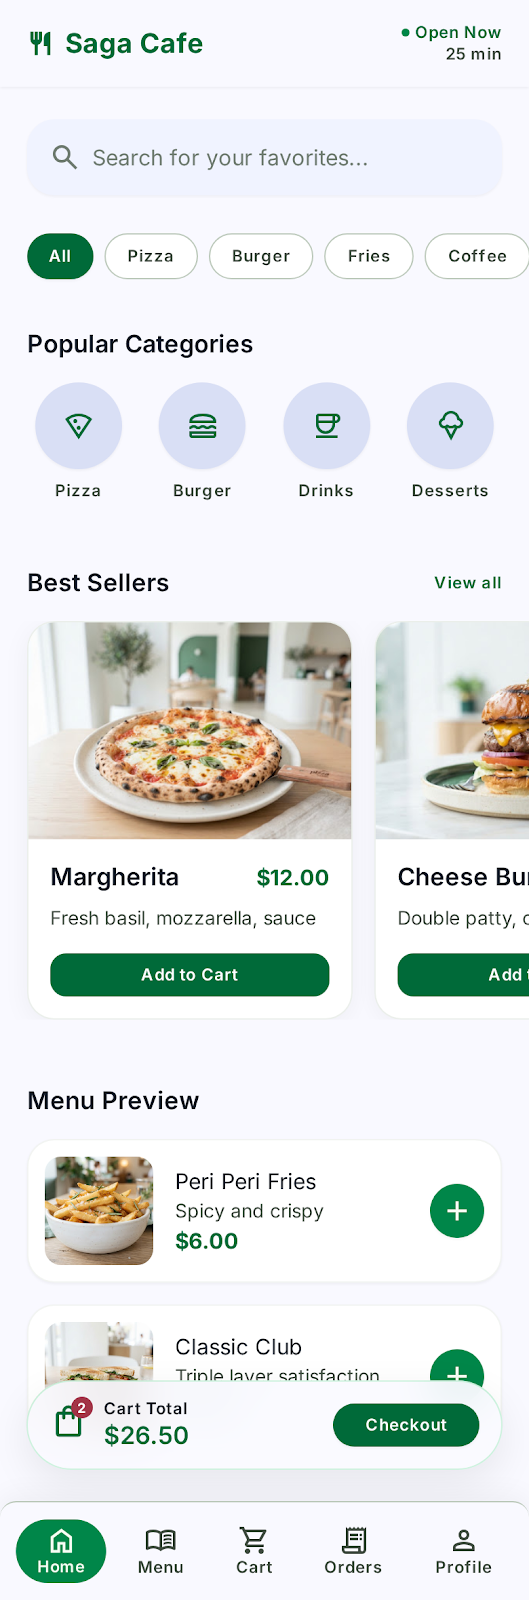 Saga Cafe
Open Now
25 min
Search for your favorites...
All
Pizza
Burger
Fries
Coffee
Popular Categories
Pizza
Burger
Drinks
Desserts
Best Sellers
View all
Margherita
$12.00
Fresh basil, mozzarella, sauce
Add to Cart
Cheese Bu
Double patty,
Add
Menu Preview
Peri Peri Fries
Spicy and crispy
$6.00
Classic Club
Triple layer satisfaction
2
Cart Total
$26.50
Checkout
Home
Menu
Cart
Orders
Profile